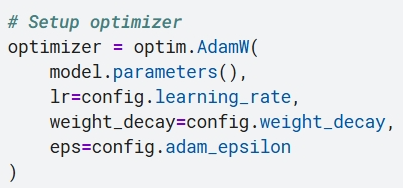 # Setup optimizer
optimizer = optim.AdamW(
    model.parameters(),
    lr=config.learning_rate,
    weight_decay=config.weight_decay,
    eps=config.adam_epsilon
)